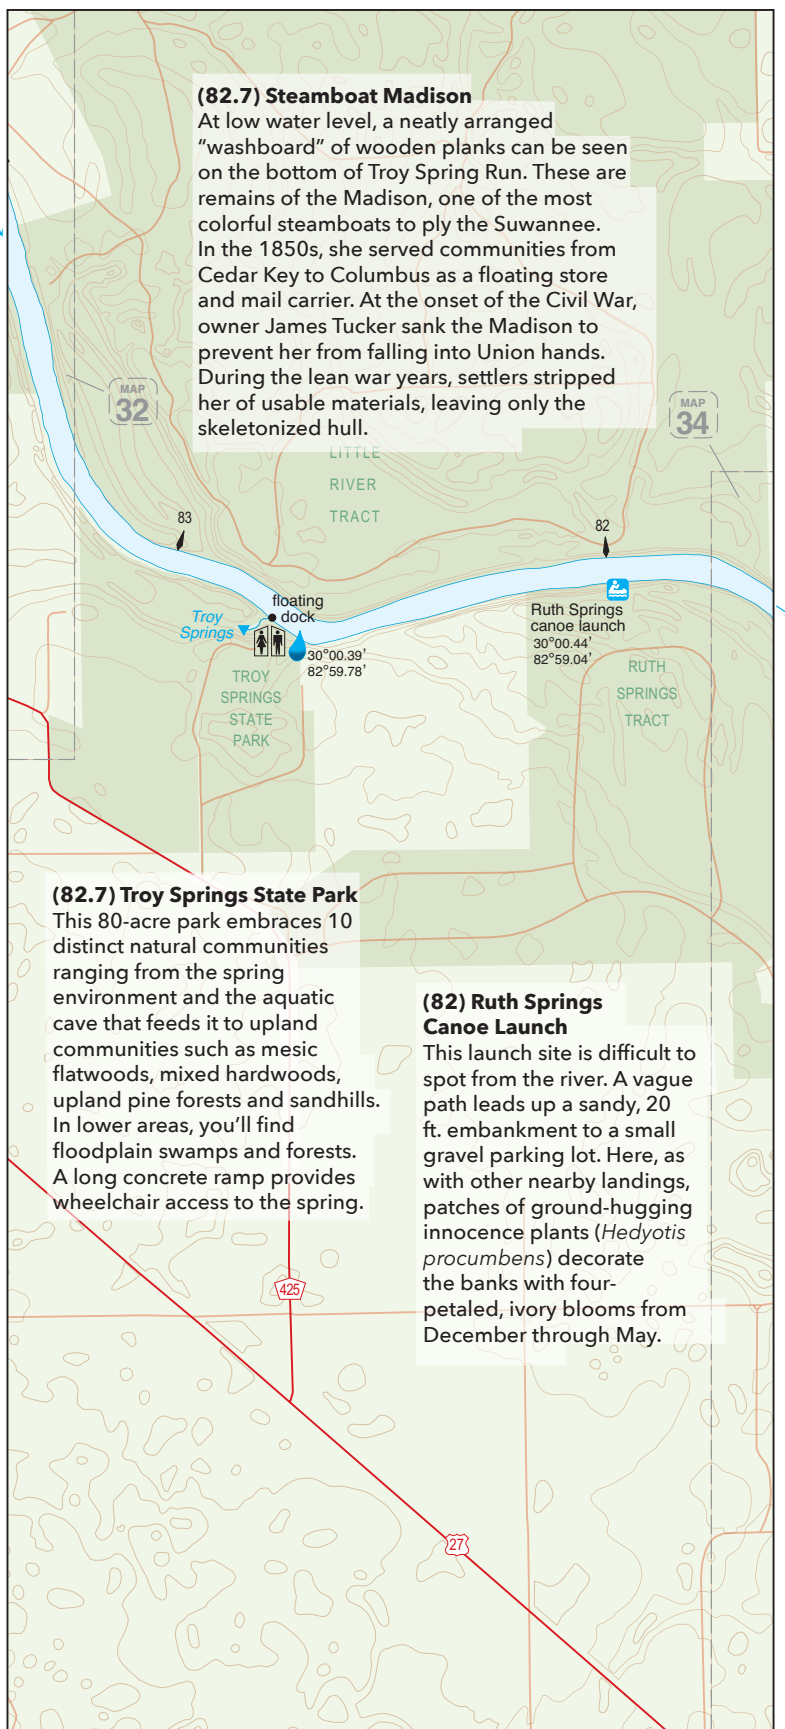 (82.7) Steamboat Madison
At low water level, a neatly arranged
“washboard” of wooden planks can be seen
on the bottom of Troy Spring Run. These are
remains of the Madison, one of the most
colorful steamboats to ply the Suwannee.
In the 1850s, she served communities from
Cedar Key to Columbus as a floating store
and mail carrier. At the onset of the Civil War,
owner James Tucker sank the Madison to
prevent her from falling into Union hands.
During the lean war years, settlers stripped
her of usable materials, leaving only the
skeletonized hull.
MAP
32
MAP
34
LITTLE
RIVER
TRACT
83
82
floating
dock
Troy
Springs
30°00.39’
82°59.78’
Ruth Springs
canoe launch
30°00.44’
82°59.04’
TROY
SPRINGS
STATE
PARK
RUTH
SPRINGS
TRACT
(82.7) Troy Springs State Park
This 80-acre park embraces 10
distinct natural communities
ranging from the spring
environment and the aquatic
cave that feeds it to upland
communities such as mesic
flatwoods, mixed hardwoods,
upland pine forests and sandhills.
In lower areas, you’ll find
floodplain swamps and forests.
A long concrete ramp provides
wheelchair access to the spring.
(82) Ruth Springs
Canoe Launch
This launch site is difficult to
spot from the river. A vague
path leads up a sandy, 20
ft. embankment to a small
gravel parking lot. Here, as
with other nearby landings,
patches of ground-hugging
innocence plants (Hedyotis
procumbens) decorate
the banks with four-
petaled, ivory blooms from
December through May.
425
27